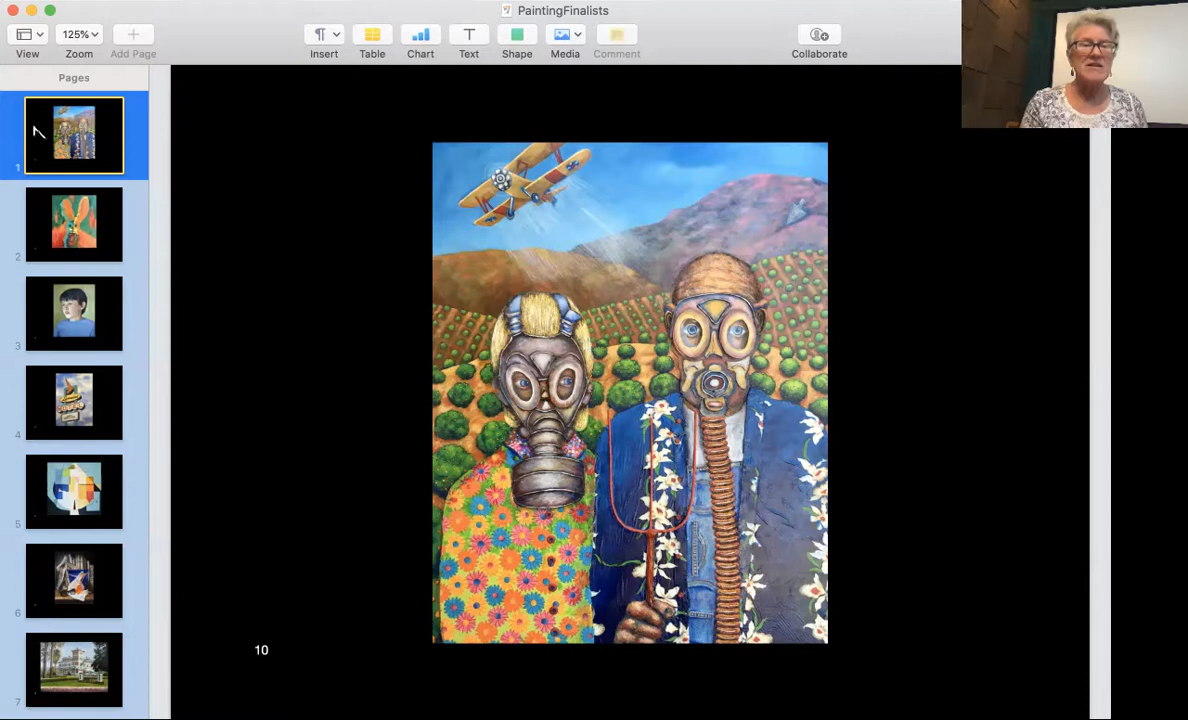 PaintingFinalists
125%
View
Zoom
Add Page
Insert
Table
Chart
Text
Shape
Media
Comment
Collaborate
Pages
1
2
3
4
5
6
7
10